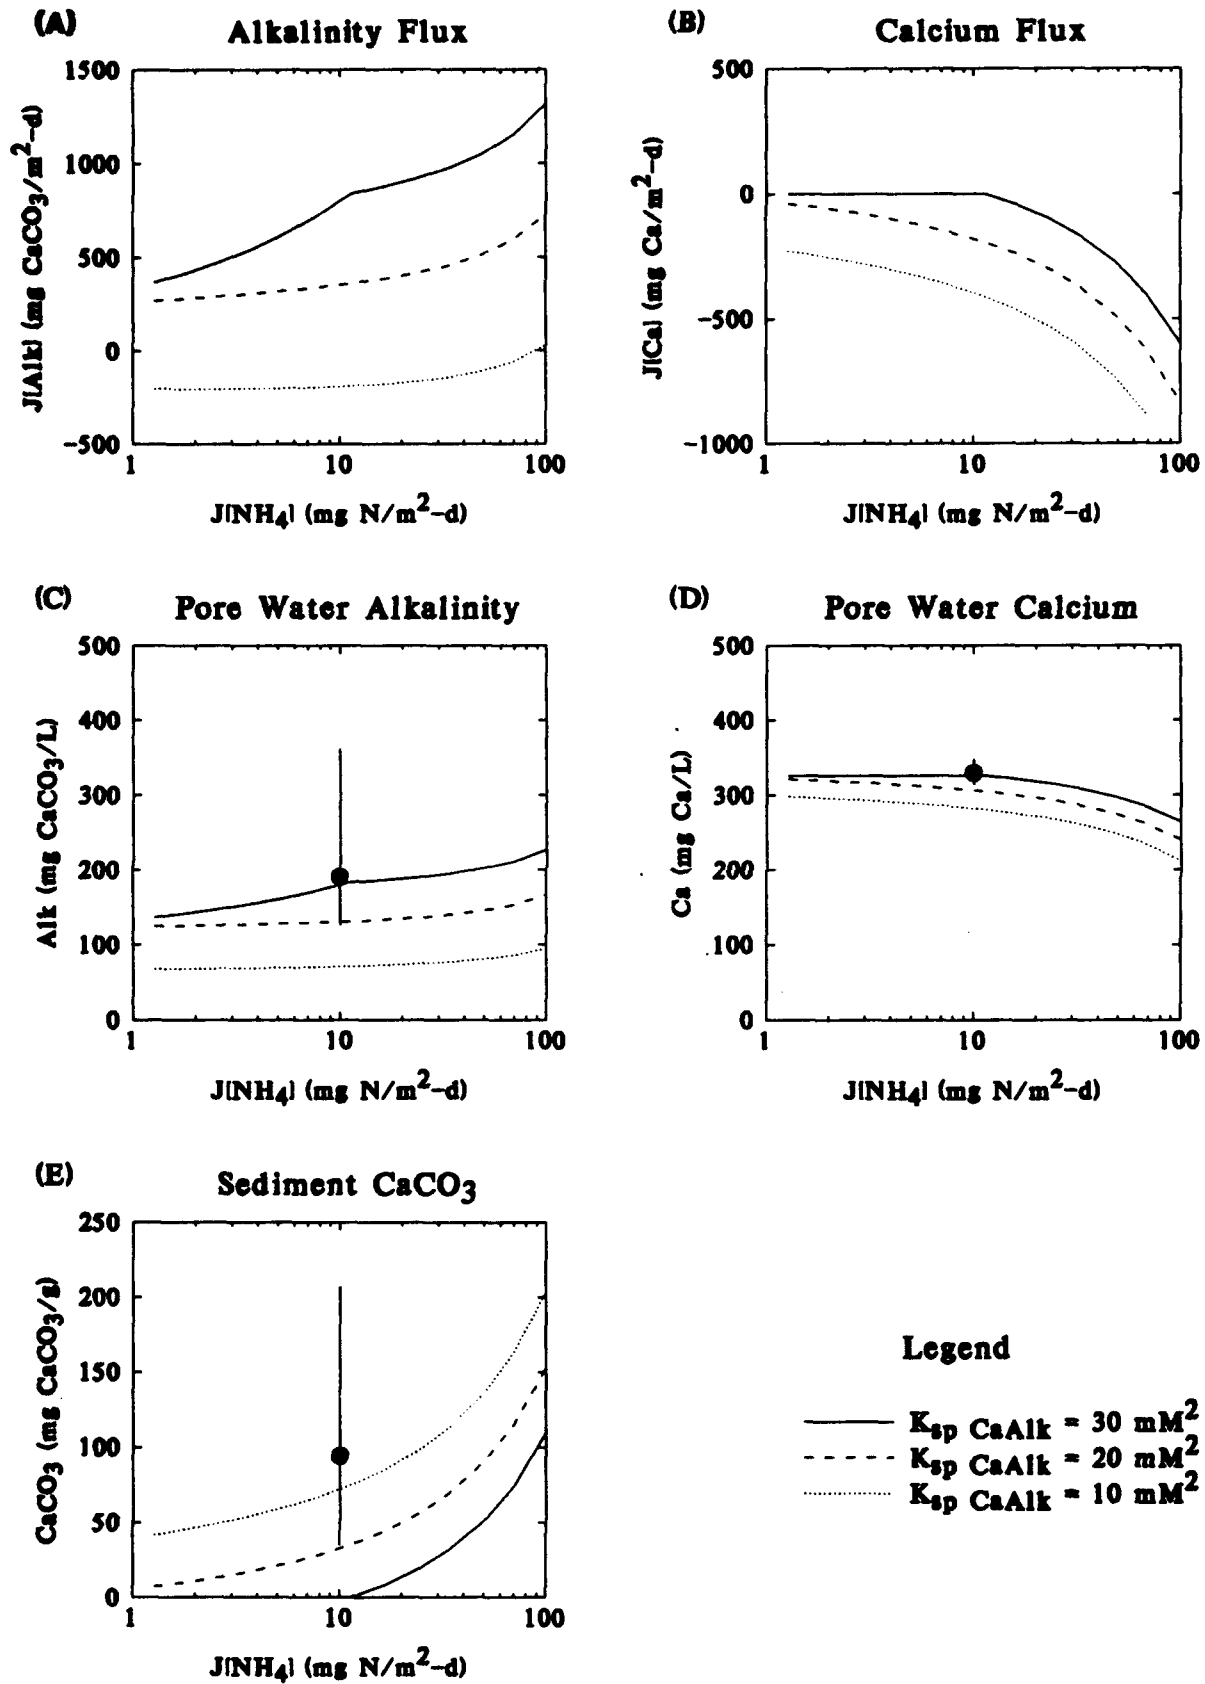 (A)
Alkalinity Flux
1500
1000
500
0
−500
J[Alk] (mg CaCO3/m2−d)
1 10 100
J[NH4] (mg N/m2−d)
(B)
Calcium Flux
500
0
−500
−1000
J[Ca] (mg Ca/m2−d)
1 10 100
J[NH4] (mg N/m2−d)
(C)
Pore Water Alkalinity
500
400
300
200
100
0
Alk (mg CaCO3/L)
1 10 100
J[NH4] (mg N/m2−d)
(D)
Pore Water Calcium
500
400
300
200
100
0
Ca (mg Ca/L)
1 10 100
J[NH4] (mg N/m2−d)
(E)
Sediment CaCO3
250
200
150
100
50
0
CaCO3 (mg CaCO3/g)
1 10 100
J[NH4] (mg N/m2−d)
Legend
Ksp CaAlk = 30 mM2
Ksp CaAlk = 20 mM2
Ksp CaAlk = 10 mM2